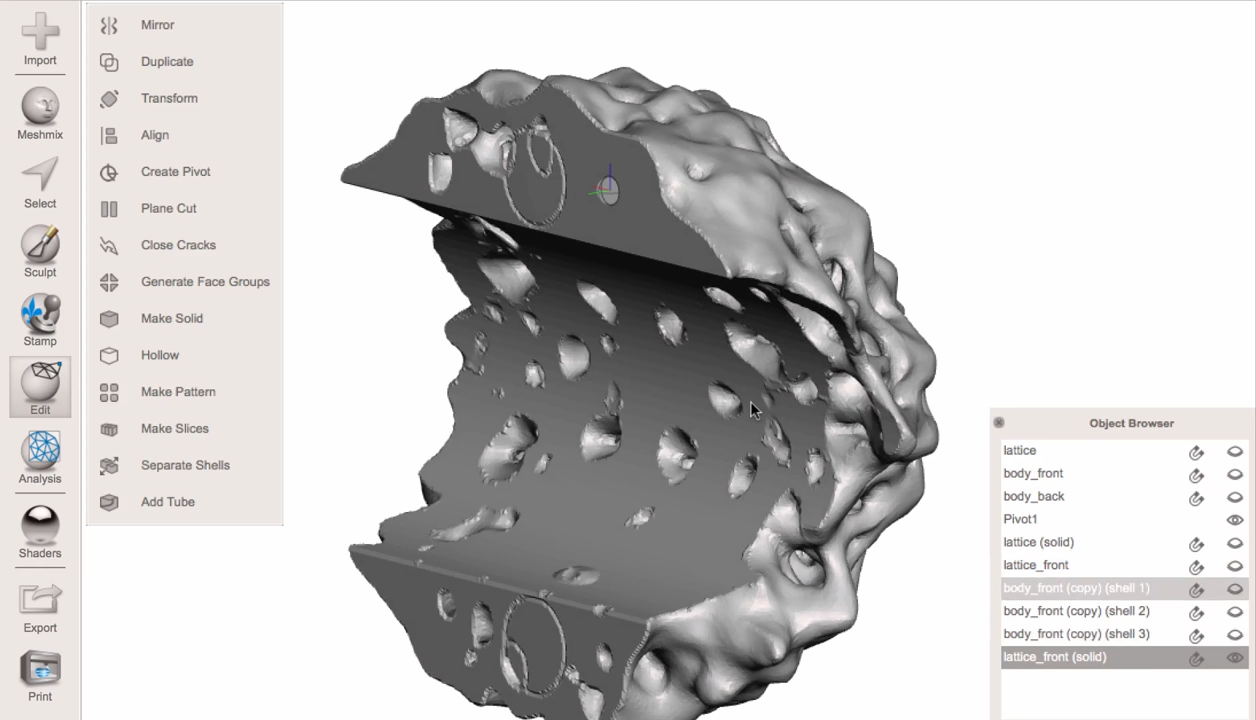 Import
Meshmix
Select
Sculpt
Stamp
Edit
Analysis
Shaders
Export
Print
Mirror
Duplicate
Transform
Align
Create Pivot
Plane Cut
Close Cracks
Generate Face Groups
Make Solid
Hollow
Make Pattern
Make Slices
Separate Shells
Add Tube
Object Browser
lattice
body_front
body_back
Pivot1
lattice (solid)
lattice_front
body_front (copy) (shell 1)
body_front (copy) (shell 2)
body_front (copy) (shell 3)
lattice_front (solid)